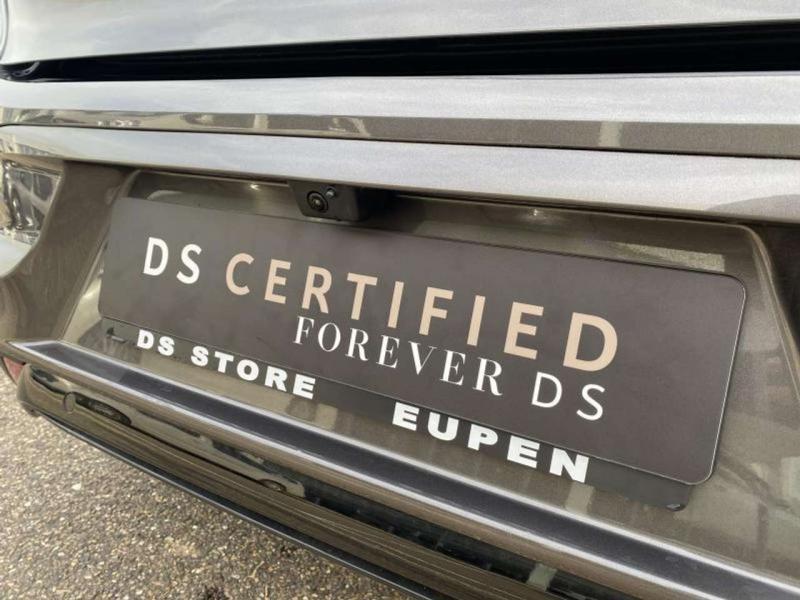 DS CERTIFIED
FOREVER DS
DS STORE EUPEN